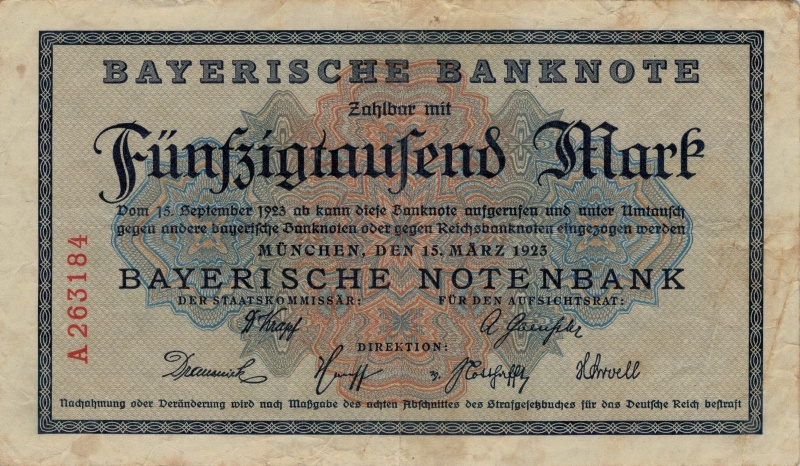 BAYERISCHE BANKNOTE
Zahlbar mit
Fünfzigtausend Mark
Vom 15. September 1923 ab kann diese Banknote aufgerufen und unter Umtausch
gegen andere bayerische Banknoten oder gegen Reichsbanknoten eingezogen werden
MÜNCHEN, DEN 15. MÄRZ 1923
BAYERISCHE NOTENBANK
DER STAATSKOMMISSÄR: FÜR DEN AUFSICHTSRAT:
DIREKTION:
Nachahmung oder Veränderung wird nach Maßgabe des achten Abschnittes des Strafgesetzbuches für das Deutsche Reich bestraft
A263184